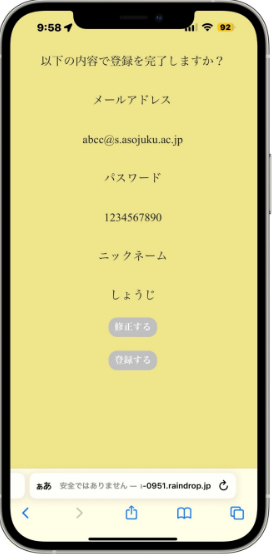 9:58
92
以下の内容で登録を完了しますか？
メールアドレス
abcc@s.asojuku.ac.jp
パスワード
1234567890
ニックネーム
しょうじ
修正する
登録する
ぁあ 安全ではありません — -0951.raindrop.jp